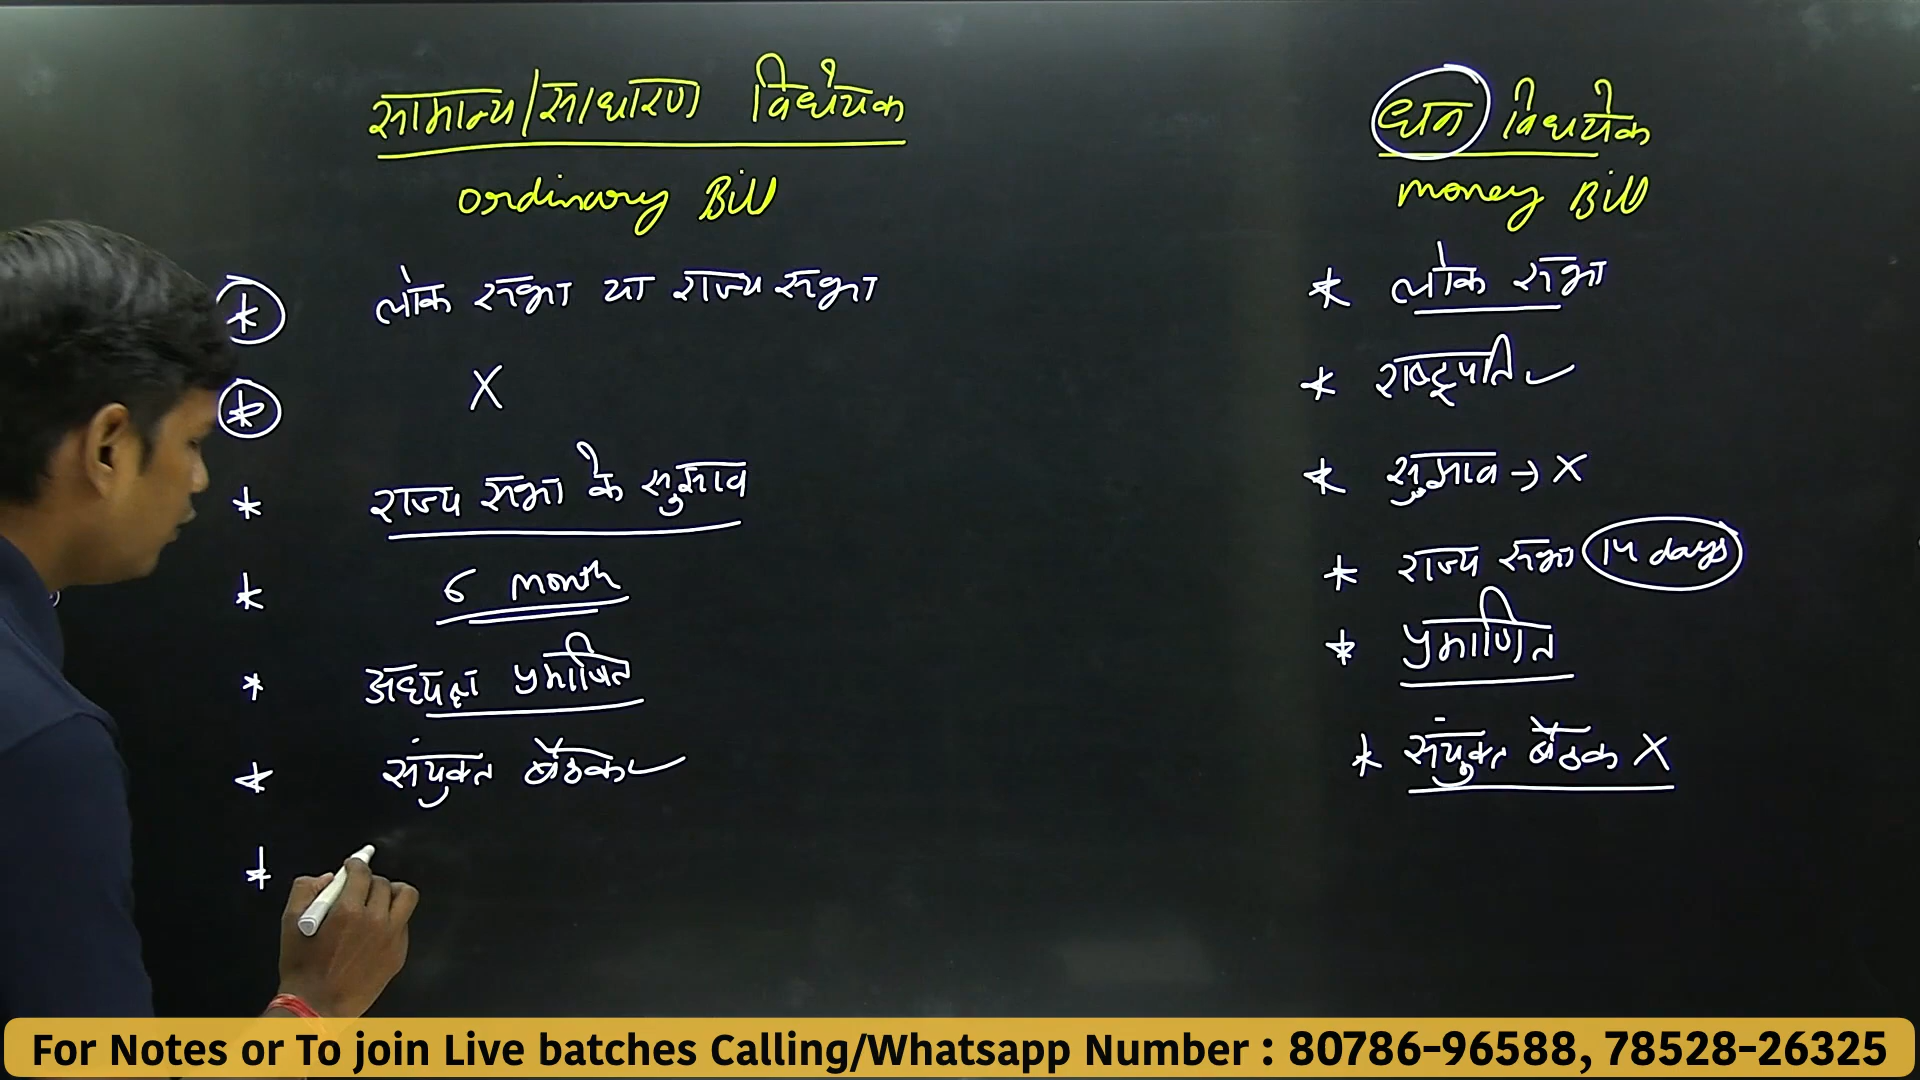 सामान्य/साधारण विधेयक
Ordinary Bill
* लोक सभा या राज्य सभा
* X
* राज्य सभा के सुझाव
* 6 month
* अध्यक्ष प्रमाणित
* संयुक्त बैठक ✓
*
धन विधेयक
money Bill
* लोक सभा
* राष्ट्रपति ✓
* सुझाव → X
* राज्य सभा 14 days
* प्रमाणित
* संयुक्त बैठक X
For Notes or To join Live batches Calling/Whatsapp Number : 80786-96588, 78528-26325